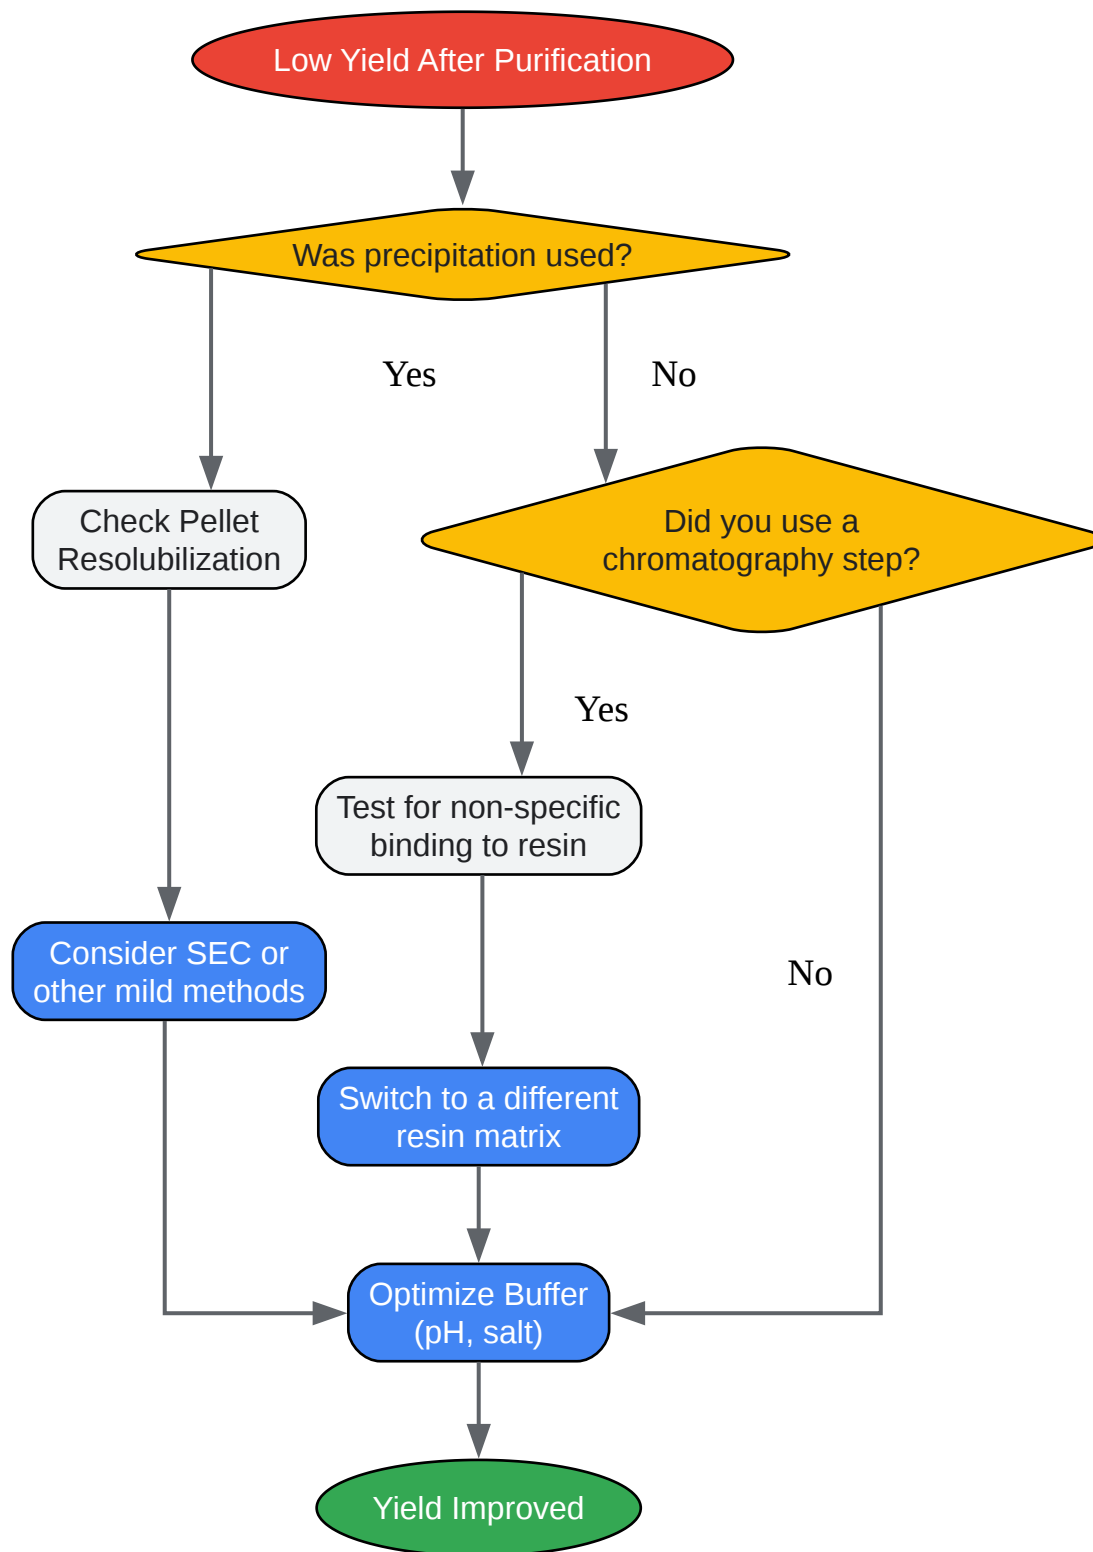 Low Yield After Purification
Was precipitation used?
Yes
No
Check Pellet
Resolubilization
Did you use a
chromatography step?
Yes
Test for non-specific
binding to resin
Consider SEC or
other mild methods
No
Switch to a different
resin matrix
Optimize Buffer
(pH, salt)
Yield Improved